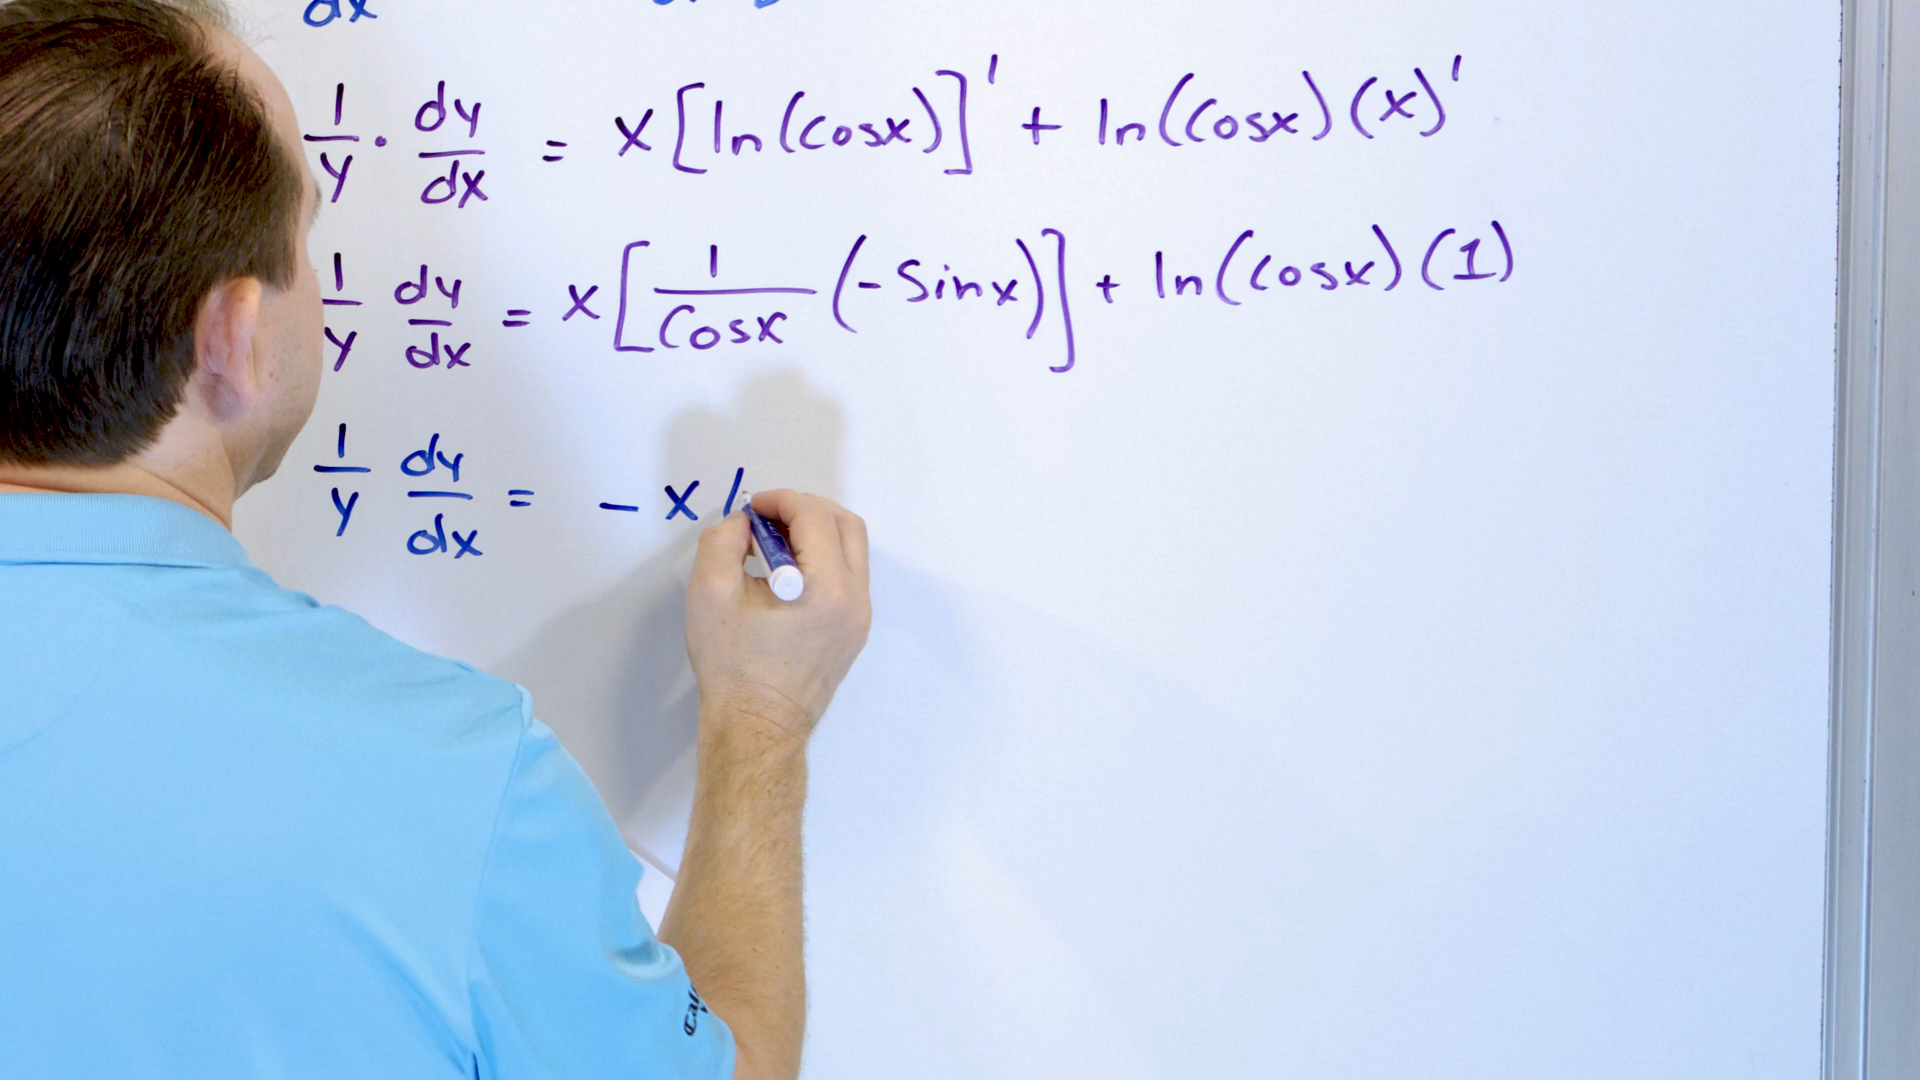 dx
1/y · dy/dx = x[ln(cosx)]' + ln(cosx)(x)'
1/y dy/dx = x[1/cosx (-sinx)] + ln(cosx)(1)
1/y dy/dx = - x (